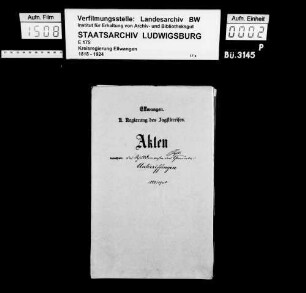 Aufn. Film
1508
Verfilmungsstelle: Landesarchiv BW
Institut für Erhaltung von Archiv- und Bibliotheksgut
STAATSARCHIV LUDWIGSBURG
E 175
Kreisregierung Ellwangen
1818 - 1924
Aufn. Einheit
0002
P
Bü. 3145
Ellwangen.
K. Regierung des Jagstkreises.
Akten